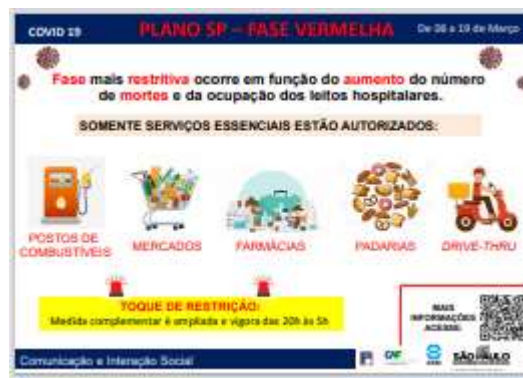 COVID 19
PLANO SP – FASE VERMELHA
De 06 a 19 de Março
Fase mais restritiva ocorre em função do aumento do número
de mortes e da ocupação dos leitos hospitalares.
SOMENTE SERVIÇOS ESSENCIAIS ESTÃO AUTORIZADOS:
POSTOS DE
COMBUSTÍVEIS
MERCADOS
FARMÁCIAS
PADARIAS
DRIVE-THRU
TOQUE DE RESTRIÇÃO:
Medida complementar é ampliada e vigora das 20h às 5h
MAIS
INFORMAÇÕES
ACESSE:
Comunicação e Interação Social
SÃO PAULO